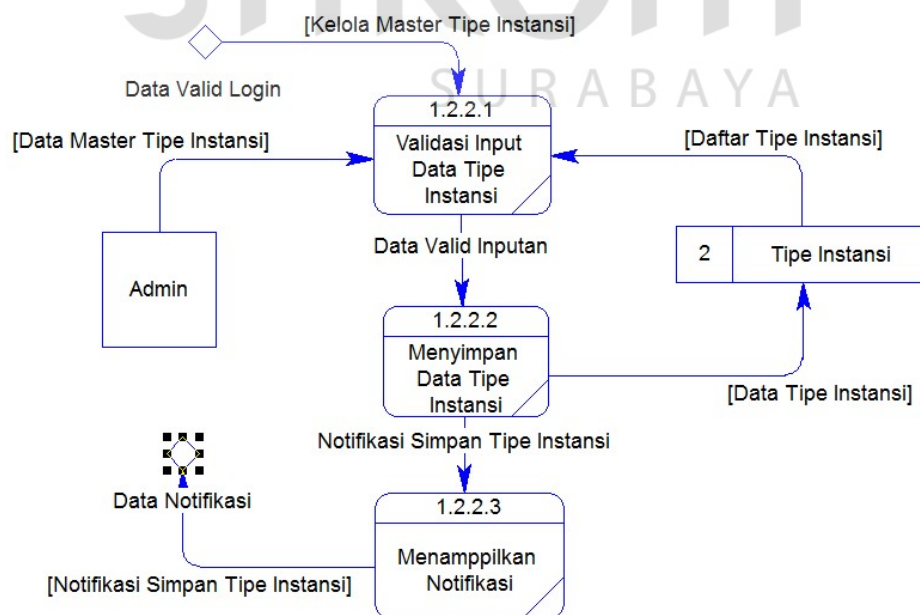 [Kelola Master Tipe Instansi]
SURABAYA
Data Valid Login
1.2.2.1
Validasi Input
Data Tipe
Instansi
[Data Master Tipe Instansi]
[Daftar Tipe Instansi]
Data Valid Inputan
Admin
2
Tipe Instansi
1.2.2.2
Menyimpan
Data Tipe
Instansi
[Data Tipe Instansi]
Notifikasi Simpan Tipe Instansi
Data Notifikasi
1.2.2.3
Menamppilkan
Notifikasi
[Notifikasi Simpan Tipe Instansi]